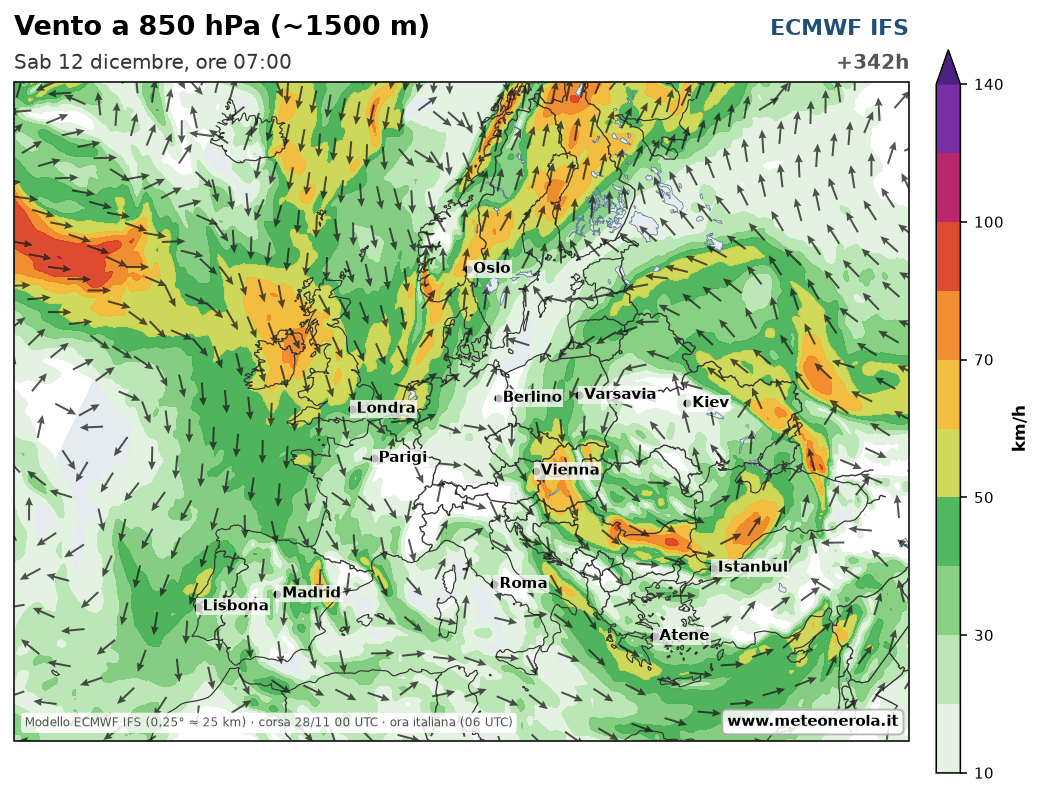 Vento a 850 hPa (~1500 m)
ECMWF IFS
Sab 12 dicembre, ore 07:00
+342h
140
100
70
50
30
10
km/h
Oslo
Londra
Berlino
Varsavia
Kiev
Parigi
Vienna
Istanbul
Roma
Madrid
Lisbona
Atene
Modello ECMWF IFS (0,25° ≈ 25 km) · corsa 28/11 00 UTC · ora italiana (06 UTC)
www.meteonerola.it